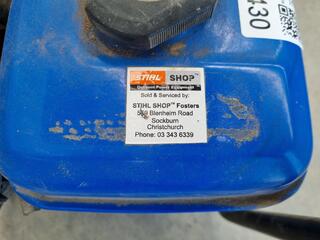 430
STIHL SHOP™
Outdoor Power Equipment
Sold & Serviced by:
STIHL SHOP™ Fosters
Blenheim Road
Sockburn
Christchurch
Phone: 03 343 6339